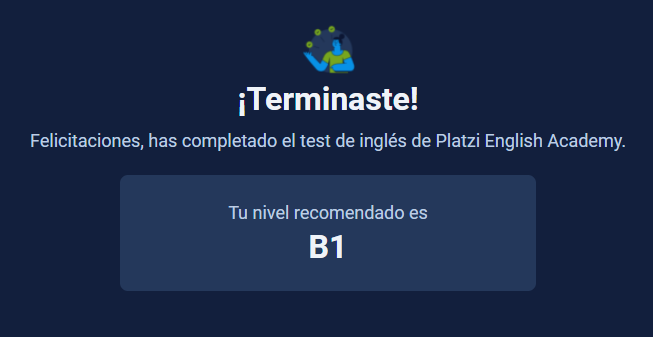 ¡Terminaste!
Felicitaciones, has completado el test de inglés de Platzi English Academy.
Tu nivel recomendado es
B1